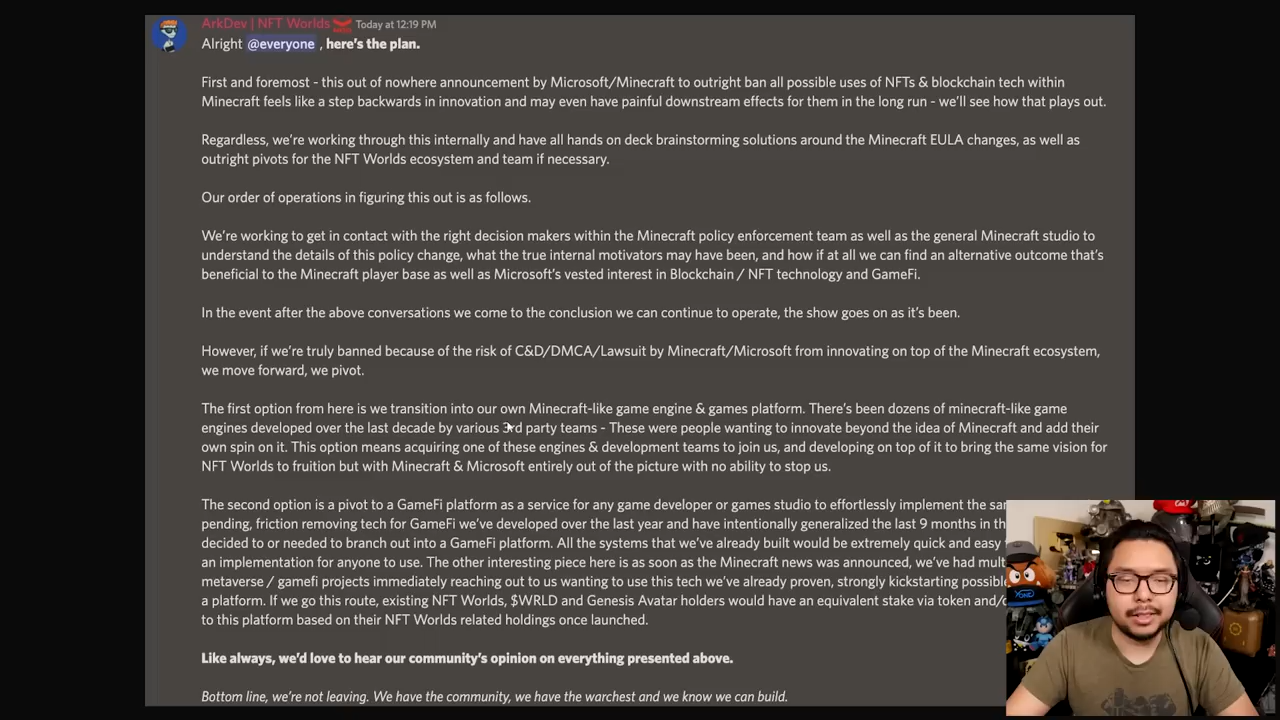 ArkDev | NFT Worlds Today at 12:19 PM
Alright @everyone , here's the plan.
First and foremost - this out of nowhere announcement by Microsoft/Minecraft to outright ban all possible uses of NFTs & blockchain tech within
Minecraft feels like a step backwards in innovation and may even have painful downstream effects for them in the long run - we'll see how that plays out.
Regardless, we're working through this internally and have all hands on deck brainstorming solutions around the Minecraft EULA changes, as well as
outright pivots for the NFT Worlds ecosystem and team if necessary.
Our order of operations in figuring this out is as follows.
We're working to get in contact with the right decision makers within the Minecraft policy enforcement team as well as the general Minecraft studio to
understand the details of this policy change, what the true internal motivators may have been, and how if at all we can find an alternative outcome that's
beneficial to the Minecraft player base as well as Microsoft's vested interest in Blockchain / NFT technology and GameFi.
In the event after the above conversations we come to the conclusion we can continue to operate, the show goes on as it's been.
However, if we're truly banned because of the risk of C&D/DMCA/Lawsuit by Minecraft/Microsoft from innovating on top of the Minecraft ecosystem,
we move forward, we pivot.
The first option from here is we transition into our own Minecraft-like game engine & games platform. There's been dozens of minecraft-like game
engines developed over the last decade by various 3rd party teams - These were people wanting to innovate beyond the idea of Minecraft and add their
own spin on it. This option means acquiring one of these engines & development teams to join us, and developing on top of it to bring the same vision for
NFT Worlds to fruition but with Minecraft & Microsoft entirely out of the picture with no ability to stop us.
The second option is a pivot to a GameFi platform as a service for any game developer or games studio to effortlessly implement the
pending, friction removing tech for GameFi we've developed over the last year and have intentionally generalized the last 9 months in
decided to or needed to branch out into a GameFi platform. All the systems that we've already built would be extremely quick and easy
an implementation for anyone to use. The other interesting piece here is as soon as the Minecraft news was announced, we've had
metaverse / gamefi projects immediately reaching out to us wanting to use this tech we've already proven, strongly kickstarting
a platform. If we go this route, existing NFT Worlds, $WRLD and Genesis Avatar holders would have an equivalent stake via token
to this platform based on their NFT Worlds related holdings once launched.
Like always, we'd love to hear our community's opinion on everything presented above.
Bottom line, we're not leaving. We have the community, we have the warchest and we know we can build.